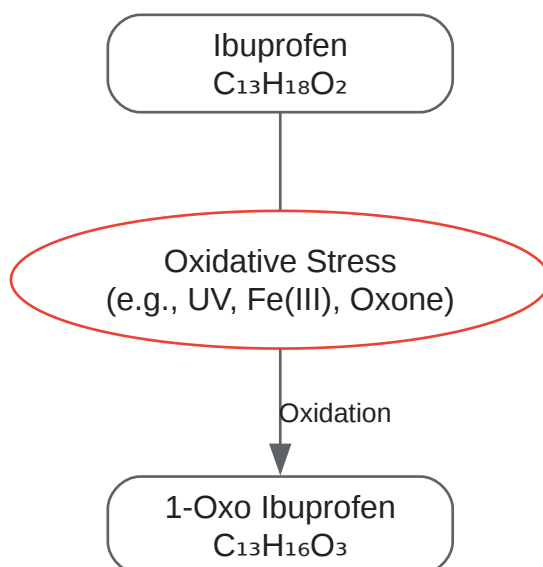 Ibuprofen
C₁₃H₁₈O₂
Oxidative Stress
(e.g., UV, Fe(III), Oxone)
Oxidation
1-Oxo Ibuprofen
C₁₃H₁₆O₃